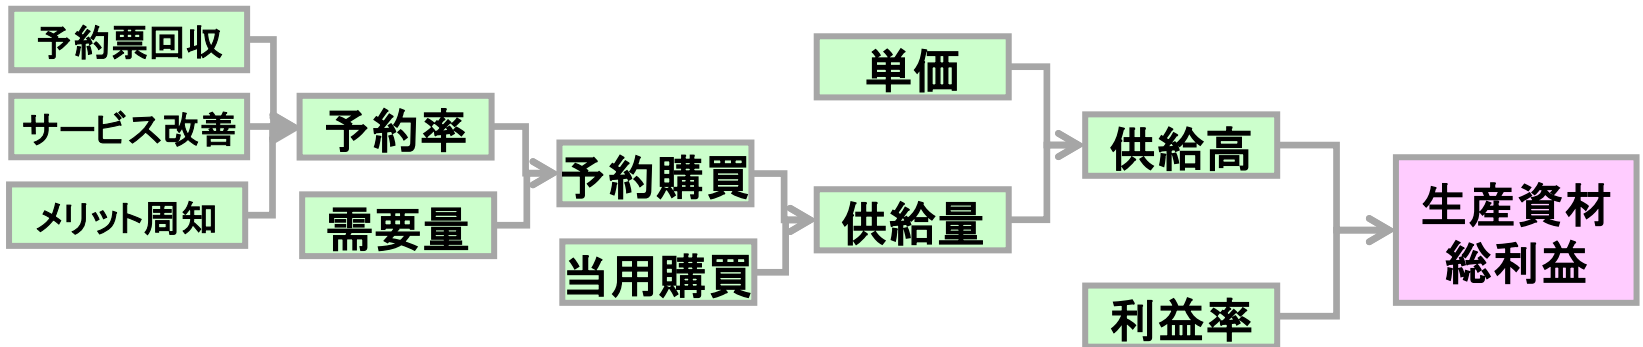 予約票回収
サービス改善
メリット周知
予約率
需要量
予約購買
当用購買
単価
供給量
供給高
利益率
生産資材
総利益